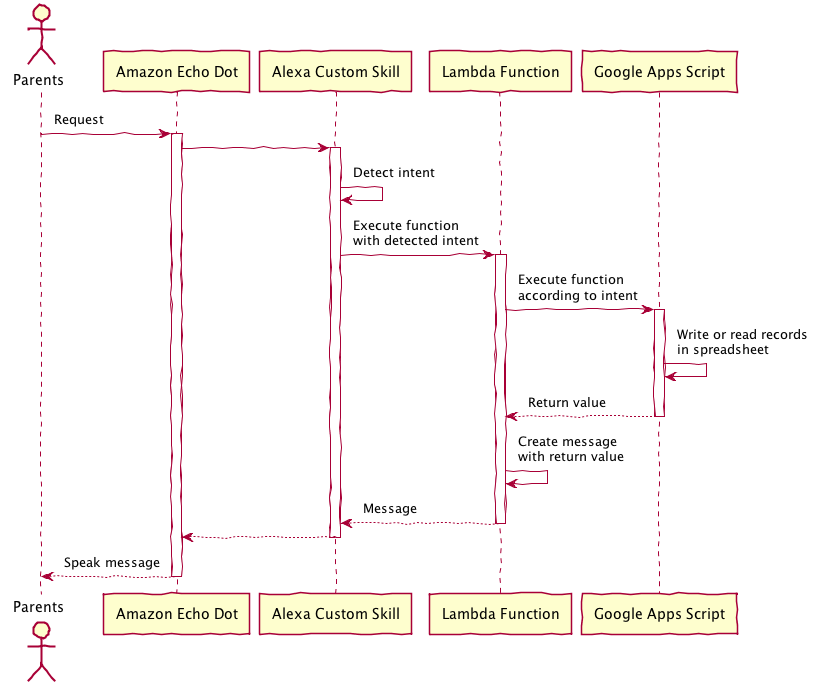 Parents
Amazon Echo Dot
Alexa Custom Skill
Lambda Function
Google Apps Script
Request
Detect intent
Execute function
with detected intent
Execute function
according to intent
Write or read records
in spreadsheet
Return value
Create message
with return value
Message
Speak message
Parents
Amazon Echo Dot
Alexa Custom Skill
Lambda Function
Google Apps Script